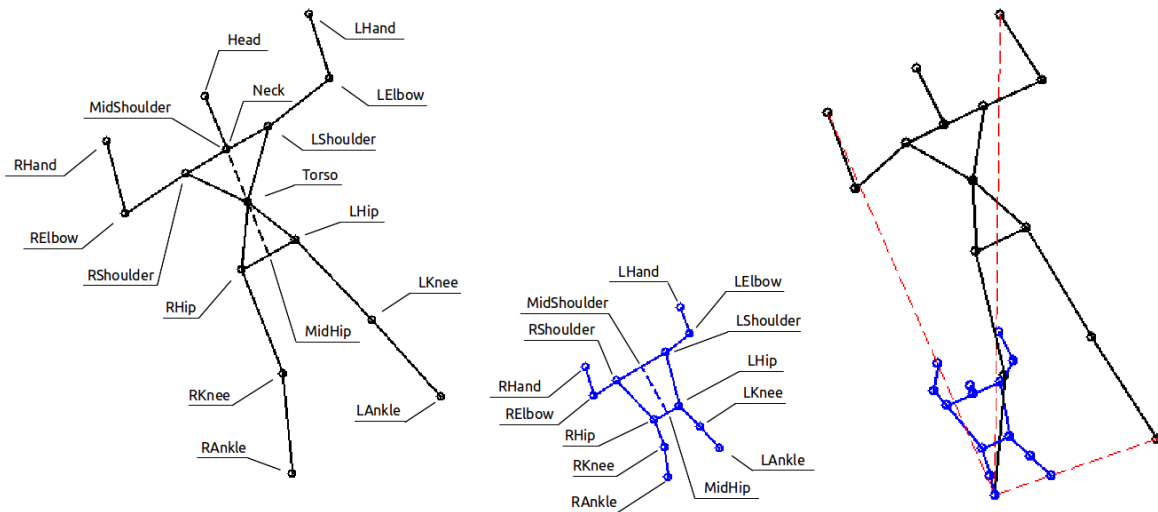 LHand
Head
Neck
MidShoulder
LElbow
LShoulder
RHand
Torso
LHip
RElbow
RShoulder
RHip
LKnee
MidHip
RKnee
LAnkle
RAnkle
LHand
LElbow
MidShoulder
RShoulder
LShoulder
LHip
RHand
LKnee
RElbow
RHip
LAnkle
RKnee
MidHip
RAnkle